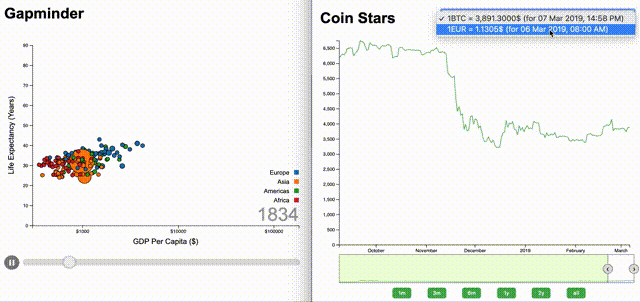 Gapminder
Life Expectancy (Years)
90
80
70
60
50
40
30
20
10
0
Europe
Asia
Americas
Africa
1834
$1000
$10000
$100000
GDP Per Capita ($)
Coin Stars
✓ 1BTC = 3,891.3000$ (for 07 Mar 2019, 14:58 PM)
1EUR = 1.1305$ (for 06 Mar 2019, 08:00 AM)
6,500
6,000
5,500
5,000
4,500
4,000
3,500
3,000
2,500
2,000
1,500
1,000
500
0
October
November
December
2019
February
March
1m
3m
6m
1y
3y
all